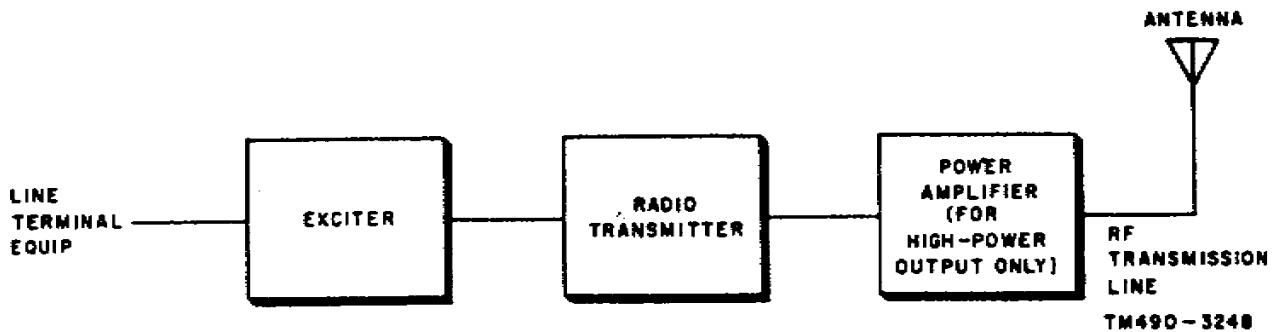 ANTENNA
LINE
TERMINAL
EQUIP
EXCITER
RADIO
TRANSMITTER
POWER
AMPLIFIER
(FOR
HIGH-POWER
OUTPUT ONLY)
RF
TRANSMISSION
LINE
TM490-3248